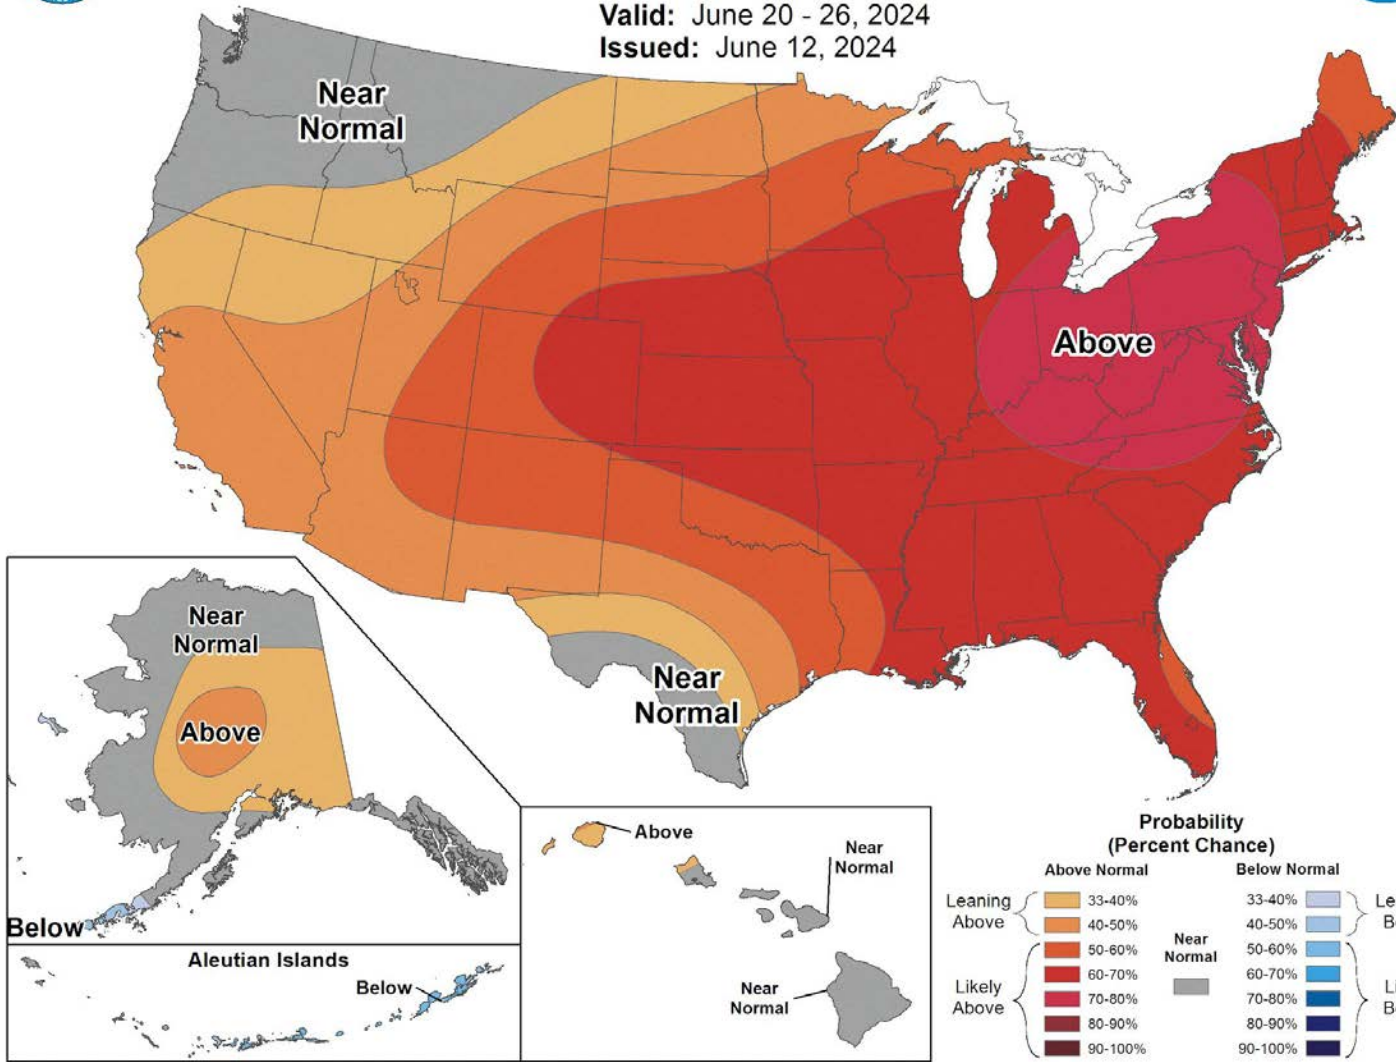 Valid: June 20 - 26, 2024
Issued: June 12, 2024
Near
Normal
Above
Near
Normal
Near
Normal
Above
Below
Aleutian Islands
Below
Above
Near
Normal
Near
Normal
Probability
(Percent Chance)
Above Normal
Below Normal
Leaning
Above
33-40%
40-50%
Likely
Above
50-60%
60-70%
70-80%
80-90%
90-100%
Near
Normal
33-40%
40-50%
50-60%
60-70%
70-80%
80-90%
90-100%